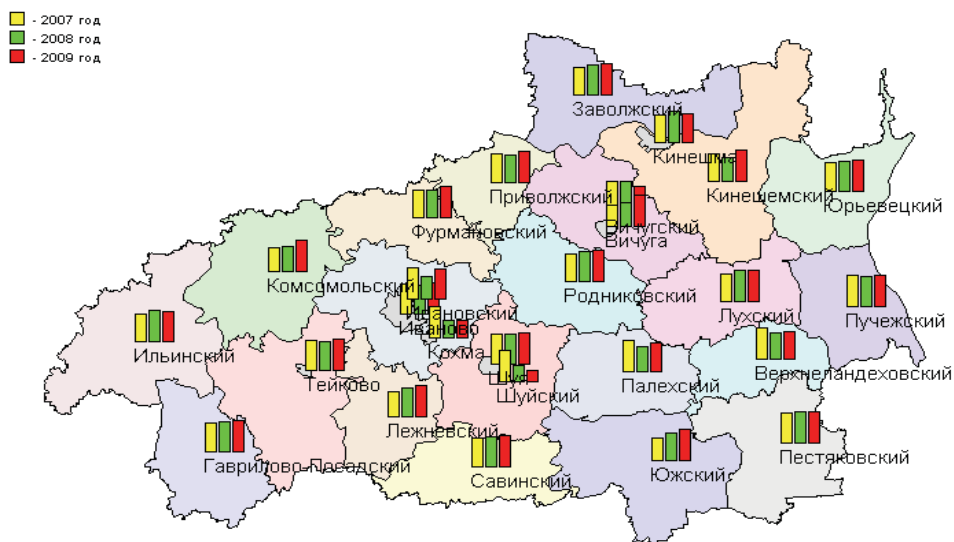 - 2007 год
- 2008 год
- 2009 год
Заволжский
Кинешма
Приволжский
Кинешемский
Юрьевецкий
Фурмановский
Вичугский
Вичуга
Комсомольский
Родниковский
Ивановский
Лухский
Пучежский
Иваново
Ильинский
Кохма
Тейково
Шуя
Шуйский
Палехский
Верхнеландеховский
Лежневский
Гаврилово-Посадский
Савинский
Южский
Пестяковский